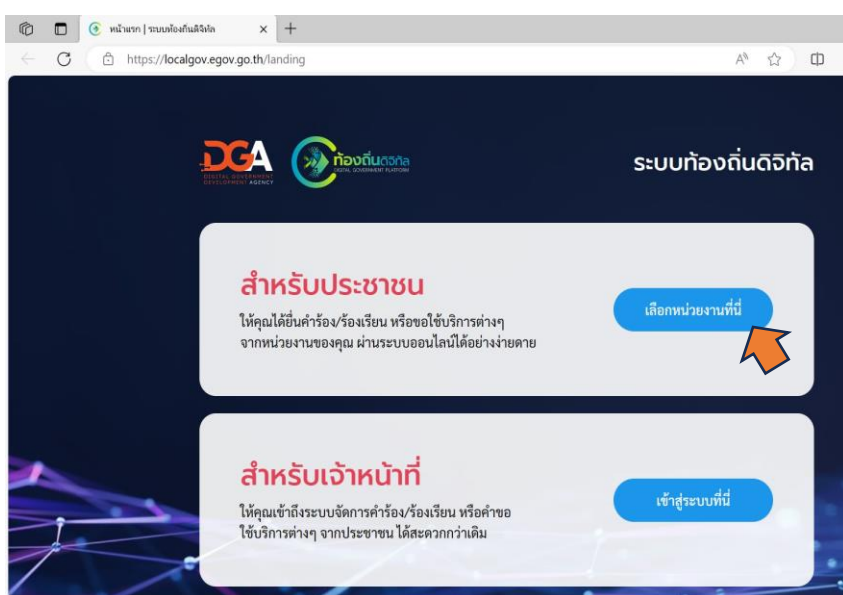 หน้าแรก | ระบบท้องถิ่นดิจิทัล
https://localgov.egov.go.th/landing
DGA
DIGITAL GOVERNMENT
DEVELOPMENT AGENCY
ท้องถิ่นดิจิทัล
DIGITAL GOVERNMENT PLATFORM
ระบบท้องถิ่นดิจิทัล
สำหรับประชาชน
ให้คุณได้ยื่นคำร้อง/ร้องเรียน หรือขอใช้บริการต่างๆ
จากหน่วยงานของคุณ ผ่านระบบออนไลน์ได้อย่างง่ายดาย
เลือกหน่วยงานที่นี่
สำหรับเจ้าหน้าที่
ให้คุณเข้าถึงระบบจัดการคำร้อง/ร้องเรียน หรือคำขอ
ใช้บริการต่างๆ จากประชาชน ได้สะดวกกว่าเดิม
เข้าสู่ระบบที่นี่